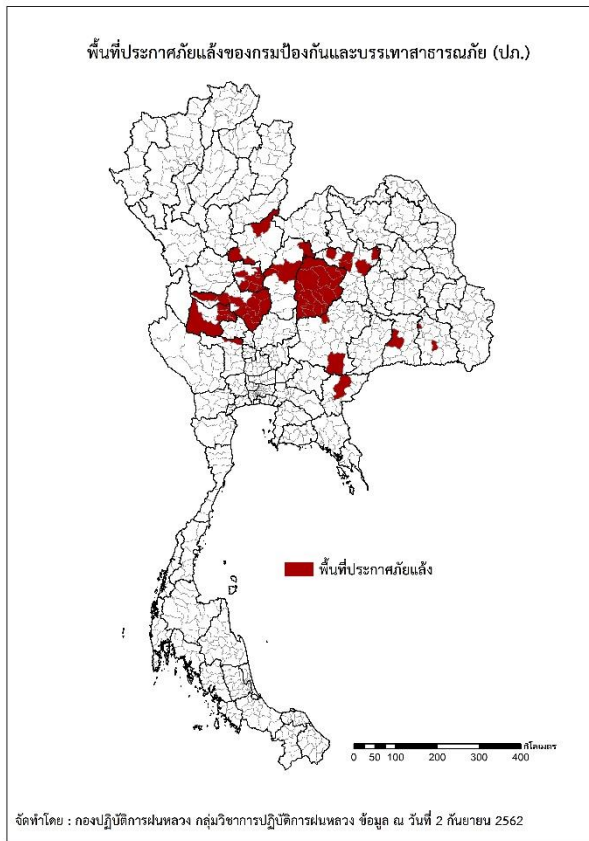 พื้นที่ประกาศภัยแล้งของกรมป้องกันและบรรเทาสาธารณภัย (ปภ.)
พื้นที่ประกาศภัยแล้ง
กิโลเมตร
0 50 100 200 300 400
จัดทำโดย : กองปฏิบัติการฝนหลวง กลุ่มวิชาการปฏิบัติการฝนหลวง ข้อมูล ณ วันที่ 2 กันยายน 2562